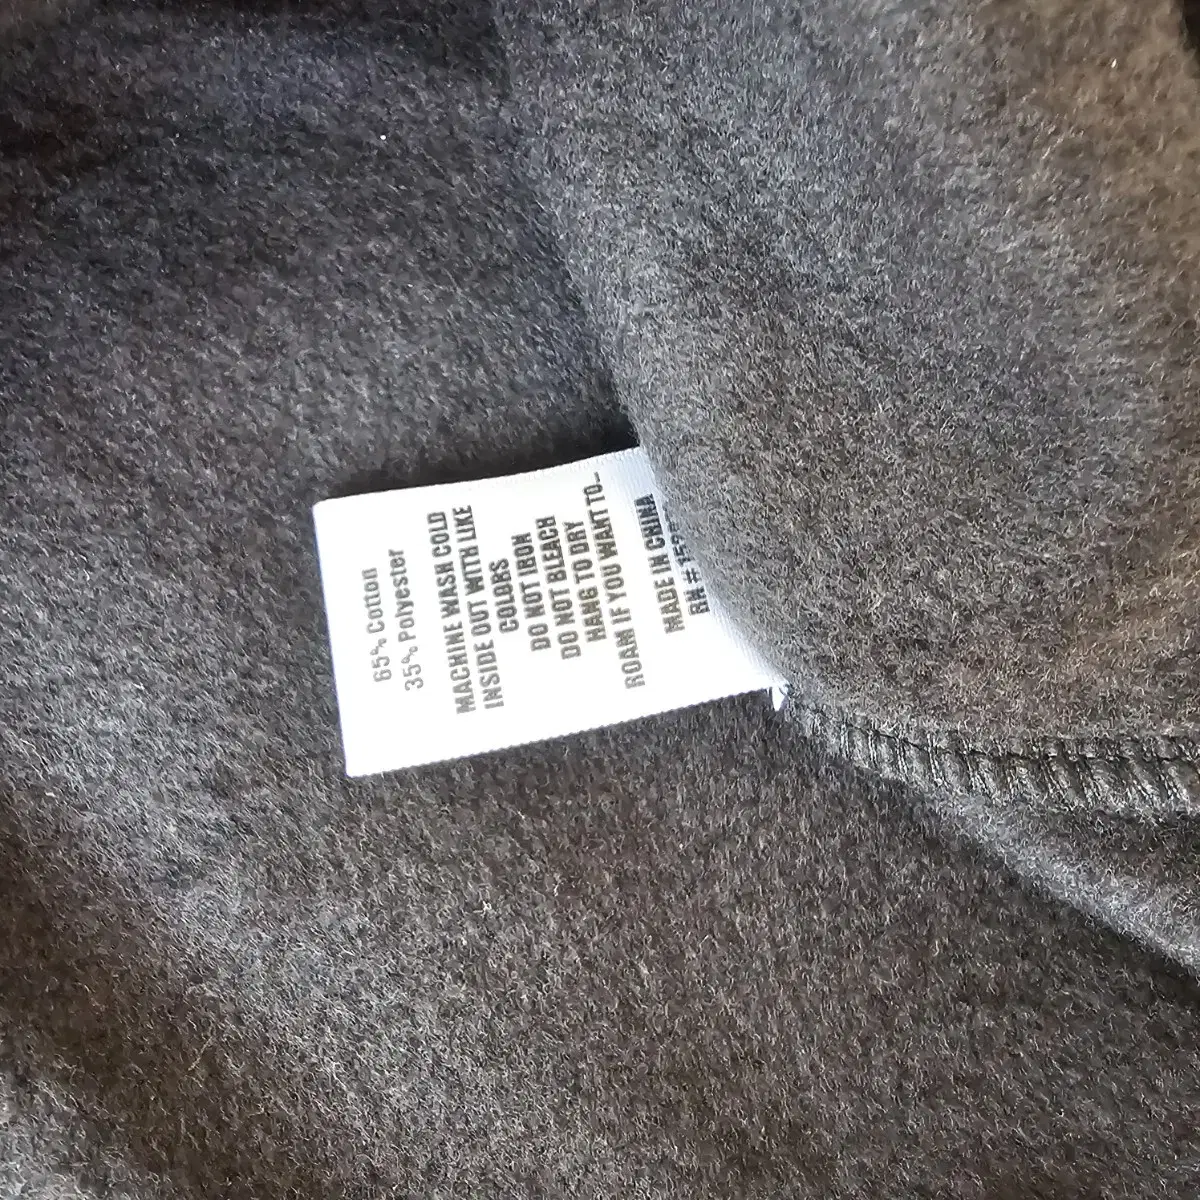 65% Cotton
35% Polyester
MACHINE WASH COLD
INSIDE OUT WITH LIKE
COLORS
DO NOT IRON
DO NOT BLEACH
HANG TO DRY
ROAM IF YOU WANT TO...
MADE IN CHINA
RN#